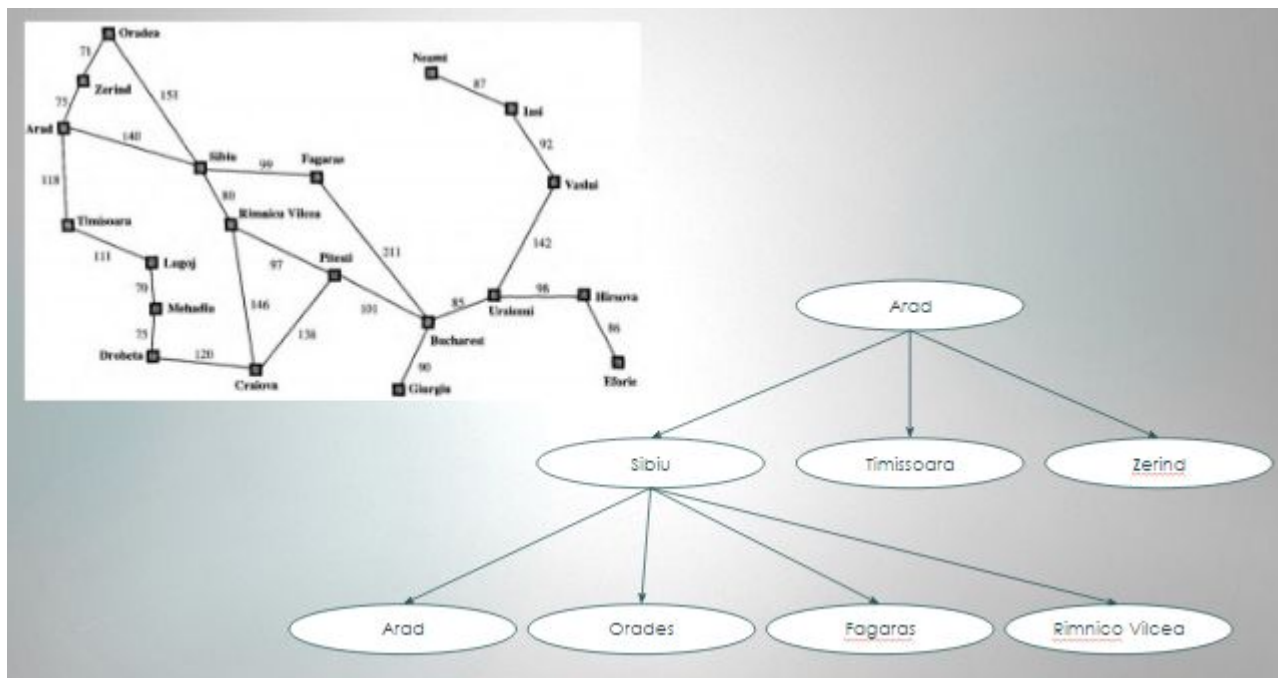 Oradea
71
Neamt
87
Zerind
151
75
Iasi
Arad
140
92
Sibiu
99
Fagaras
118
Vaslui
80
Rimnicu Vilcea
Timisoara
142
111
Lugoj
Pitesti
211
97
70
98
Hirsova
Mehadia
146
101
85
Urziceni
86
75
138
Bucharest
Drobeta
120
90
Craiova
Giurgiu
Eforie
Arad
Sibiu
Timissoara
Zerind
Arad
Orades
Fagaras
Rimnico Vilcea